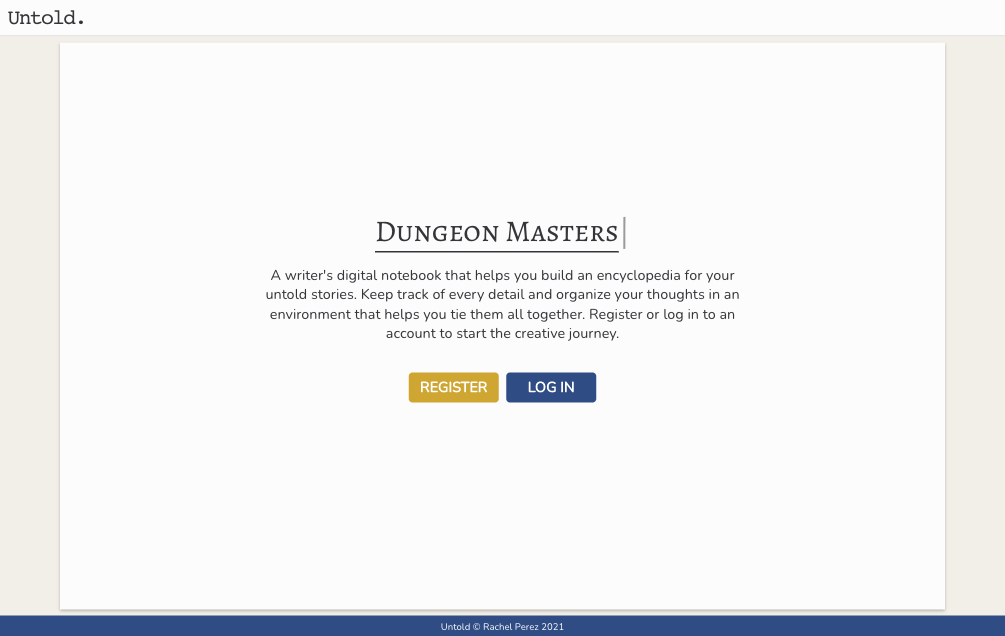 Untold.
Dungeon Masters
A writer's digital notebook that helps you build an encyclopedia for your
untold stories. Keep track of every detail and organize your thoughts in an
environment that helps you tie them all together. Register or log in to an
account to start the creative journey.
REGISTER LOG IN
Untold © Rachel Perez 2021